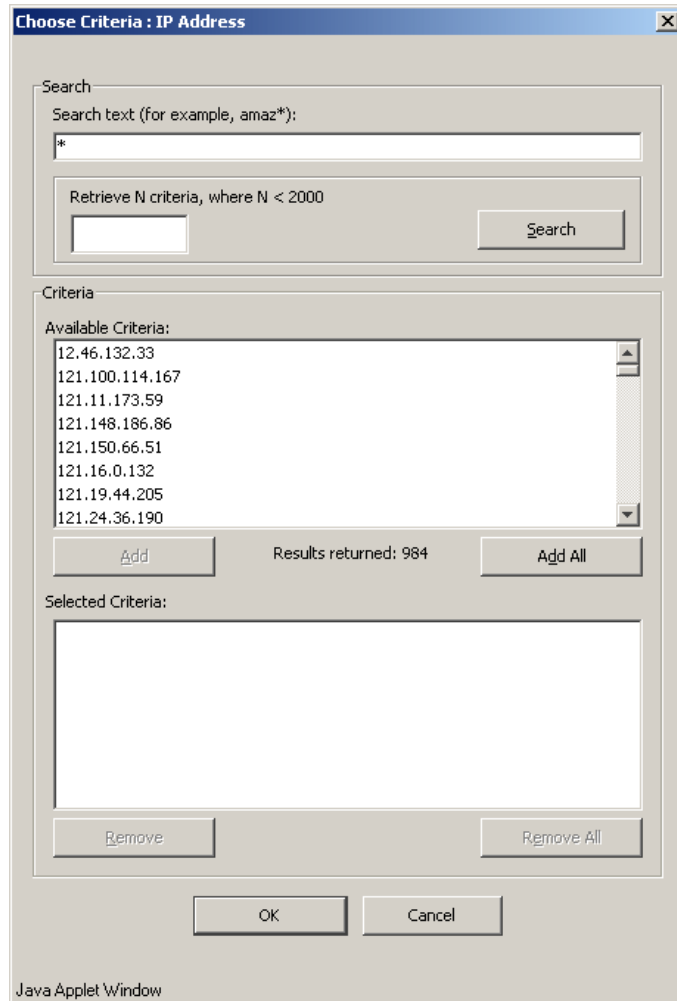 Choose Criteria : IP Address
Search
Search text (for example, amaz*):
*
Retrieve N criteria, where N < 2000
Search
Criteria
Available Criteria:
12.46.132.33
121.100.114.167
121.11.173.59
121.148.186.86
121.150.66.51
121.16.0.132
121.19.44.205
121.24.36.190
Add Results returned: 984 Add All
Selected Criteria:
Remove Remove All
OK Cancel
Java Applet Window